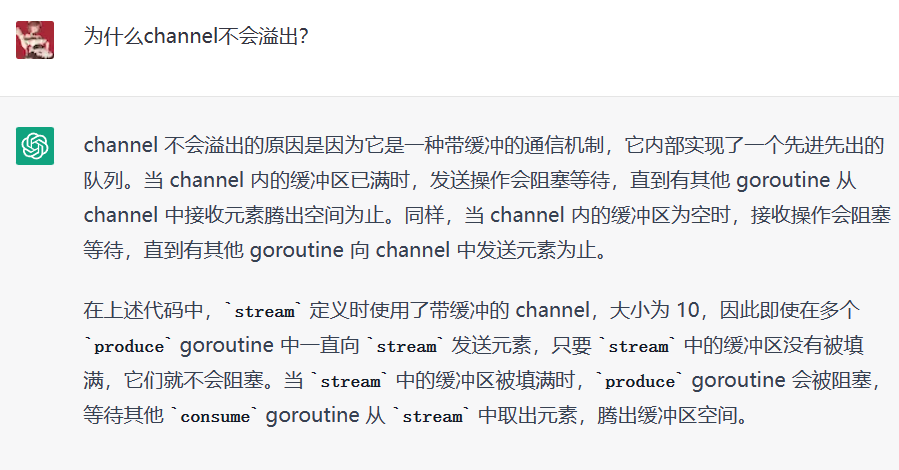 为什么channel不会溢出？
channel 不会溢出的原因是因为它是一种带缓冲的通信机制，它内部实现了一个先进先出的
队列。当 channel 内的缓冲区已满时，发送操作会阻塞等待，直到有其他 goroutine 从
channel 中接收元素腾出空间为止。同样，当 channel 内的缓冲区为空时，接收操作会阻塞
等待，直到有其他 goroutine 向 channel 中发送元素为止。
在上述代码中，`stream` 定义时使用了带缓冲的 channel，大小为 10，因此即使在多个
`produce` goroutine 中一直向 `stream` 发送元素，只要 `stream` 中的缓冲区没有被填
满，它们就不会阻塞。当 `stream` 中的缓冲区被填满时，`produce` goroutine 会被阻塞，
等待其他 `consume` goroutine 从 `stream` 中取出元素，腾出缓冲区空间。